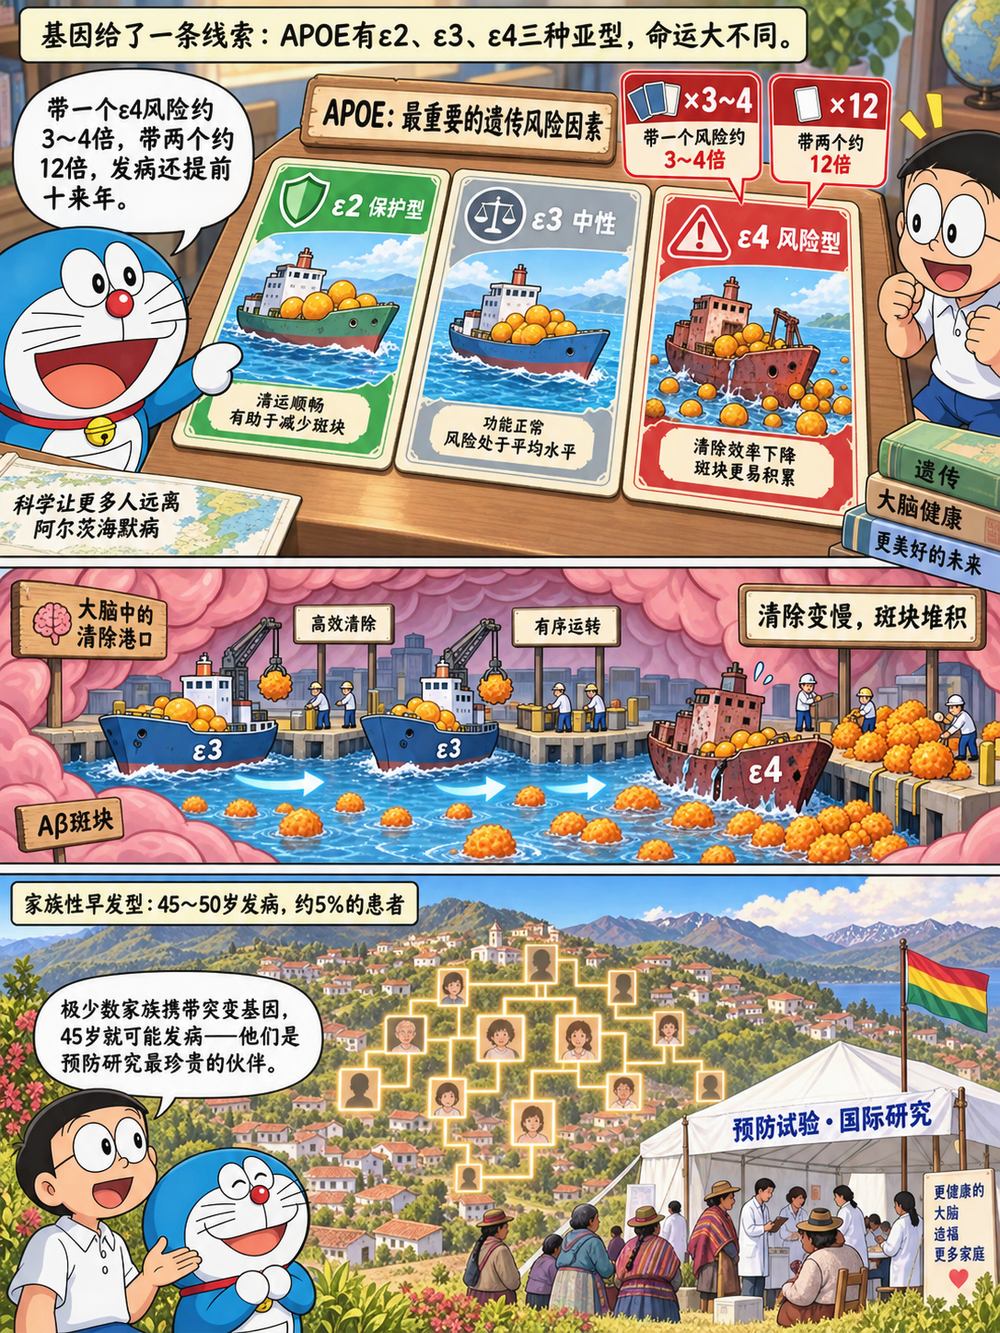 基因给了一条线索：APOE有ε2、ε3、ε4三种亚型，命运大不同。
带一个ε4风险约
3～4倍，带两个约
12倍，发病还提前
十来年。
APOE：最重要的遗传风险因素
×3~4
带一个风险约
3~4倍
×12
带两个约
12倍
ε2 保护型
清运顺畅
有助于减少斑块
ε3 中性
功能正常
风险处于平均水平
ε4 风险型
清除效率下降
斑块更易积累
科学让更多人远离
阿尔茨海默病
遗传
大脑健康
更美好的未来
大脑中的
清除港口
高效清除
有序运转
清除变慢，斑块堆积
ε3
ε3
ε4
Aβ斑块
家族性早发型：45～50岁发病，约5%的患者
极少数家族携带突变基因，
45岁就可能发病——他们是
预防研究最珍贵的伙伴。
预防试验·国际研究
更健康的
大脑
造福
更多家庭